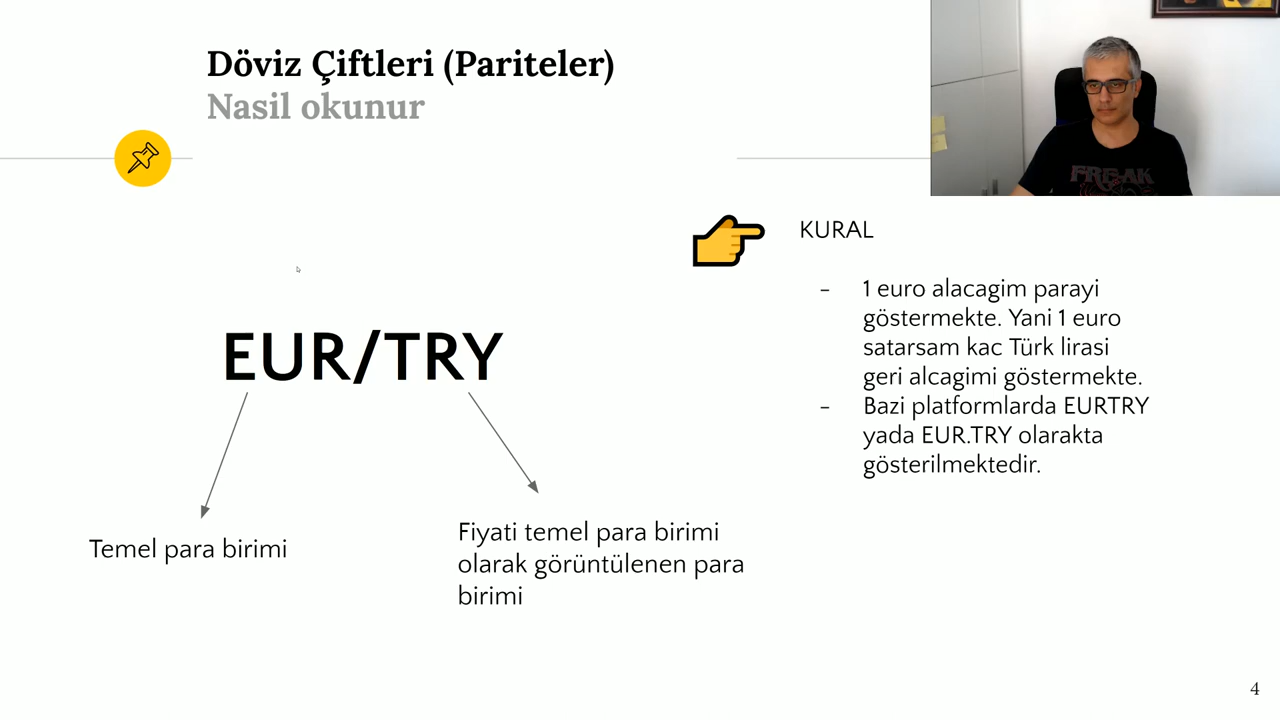 Döviz Çiftleri (Pariteler)
Nasil okunur
FREAK
KURAL
- 1 euro alacagim parayi
göstermekte. Yani 1 euro
satarsam kac Türk lirasi
geri alcagimi göstermekte.
- Bazi platformlarda EURTRY
yada EUR.TRY olarakta
gösterilmektedir.
EUR/TRY
Temel para birimi
Fiyati temel para birimi
olarak görüntülenen para
birimi
4